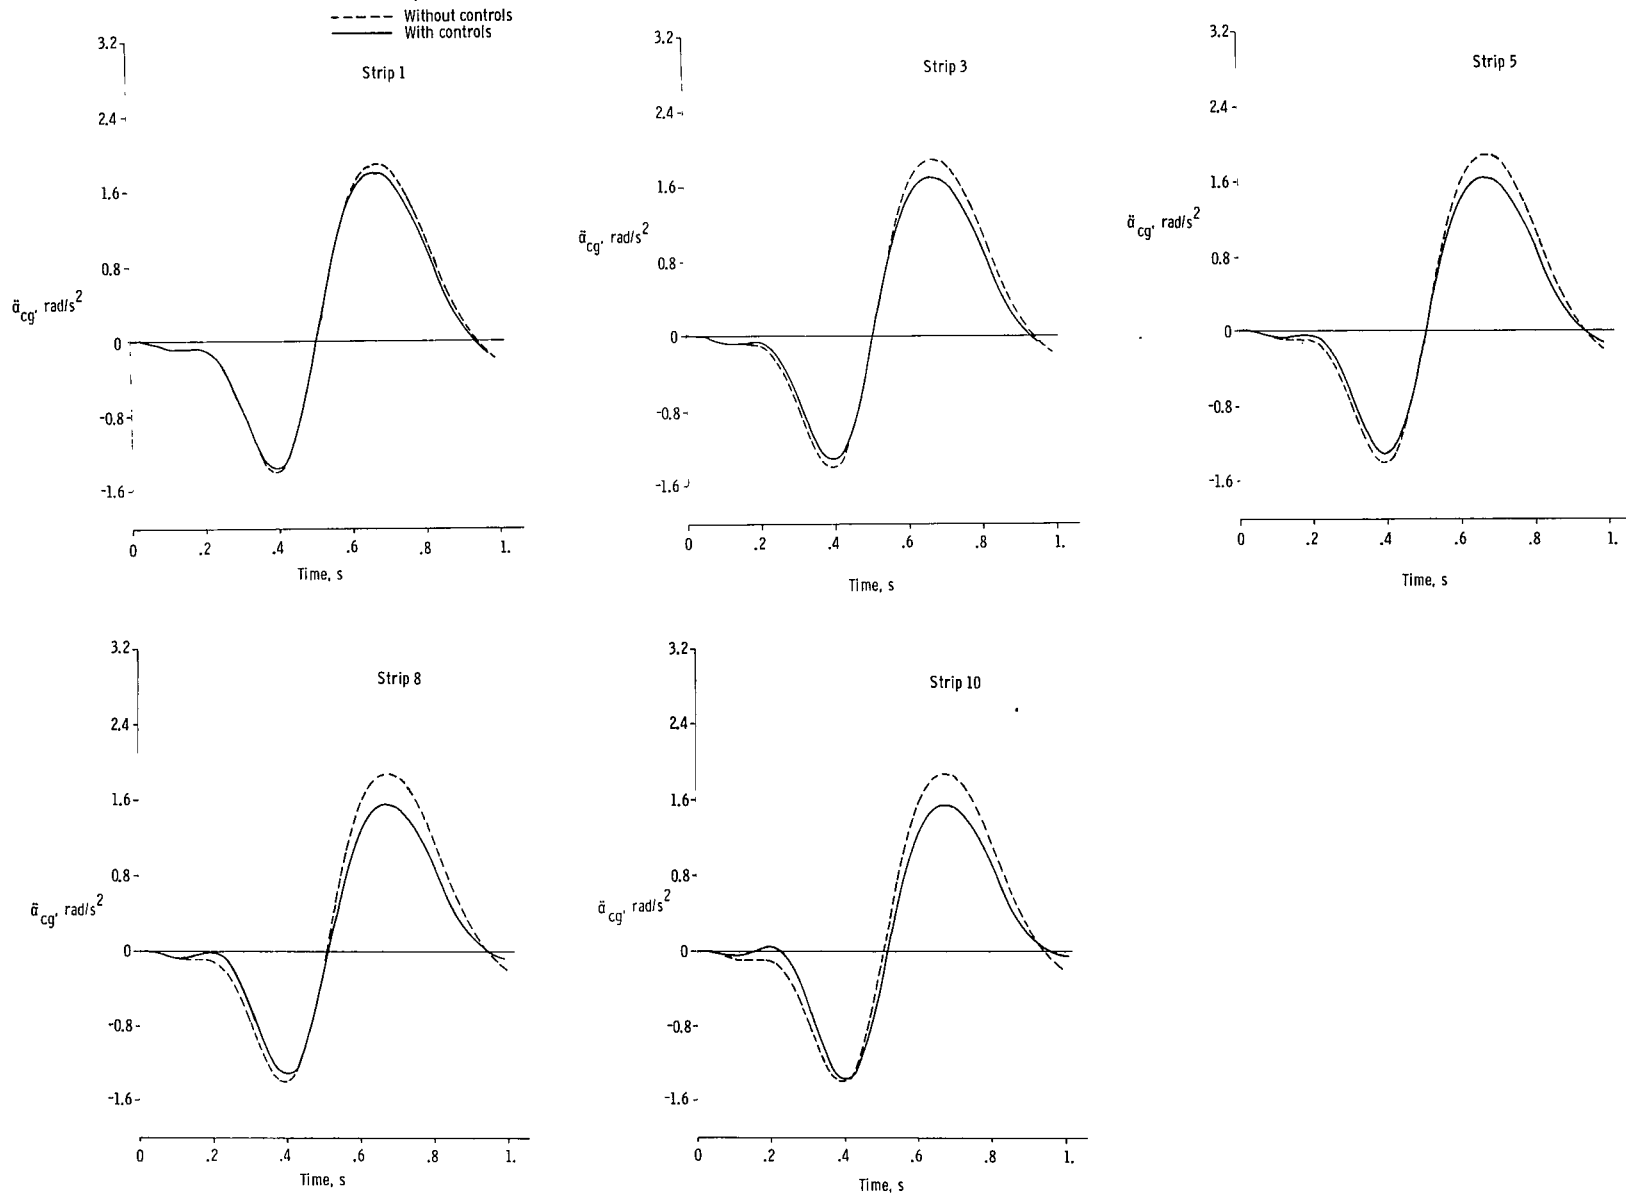 Without controls
With controls
Strip 1
3.2
2.4
1.6
0.8
0
-0.8
-1.6
α̈cg, rad/s2
0 .2 .4 .6 .8 1.
Time, s
Strip 3
3.2
2.4
1.6
0.8
0
-0.8
-1.6
α̈cg, rad/s2
0 .2 .4 .6 .8 1.
Time, s
Strip 5
3.2
2.4
1.6
0.8
0
-0.8
-1.6
α̈cg, rad/s2
0 .2 .4 .6 .8 1.
Time, s
Strip 8
3.2
2.4
1.6
0.8
0
-0.8
-1.6
α̈cg, rad/s2
0 .2 .4 .6 .8 1.
Time, s
Strip 10
3.2
2.4
1.6
0.8
0
-0.8
-1.6
α̈cg, rad/s2
0 .2 .4 .6 .8 1.
Time, s